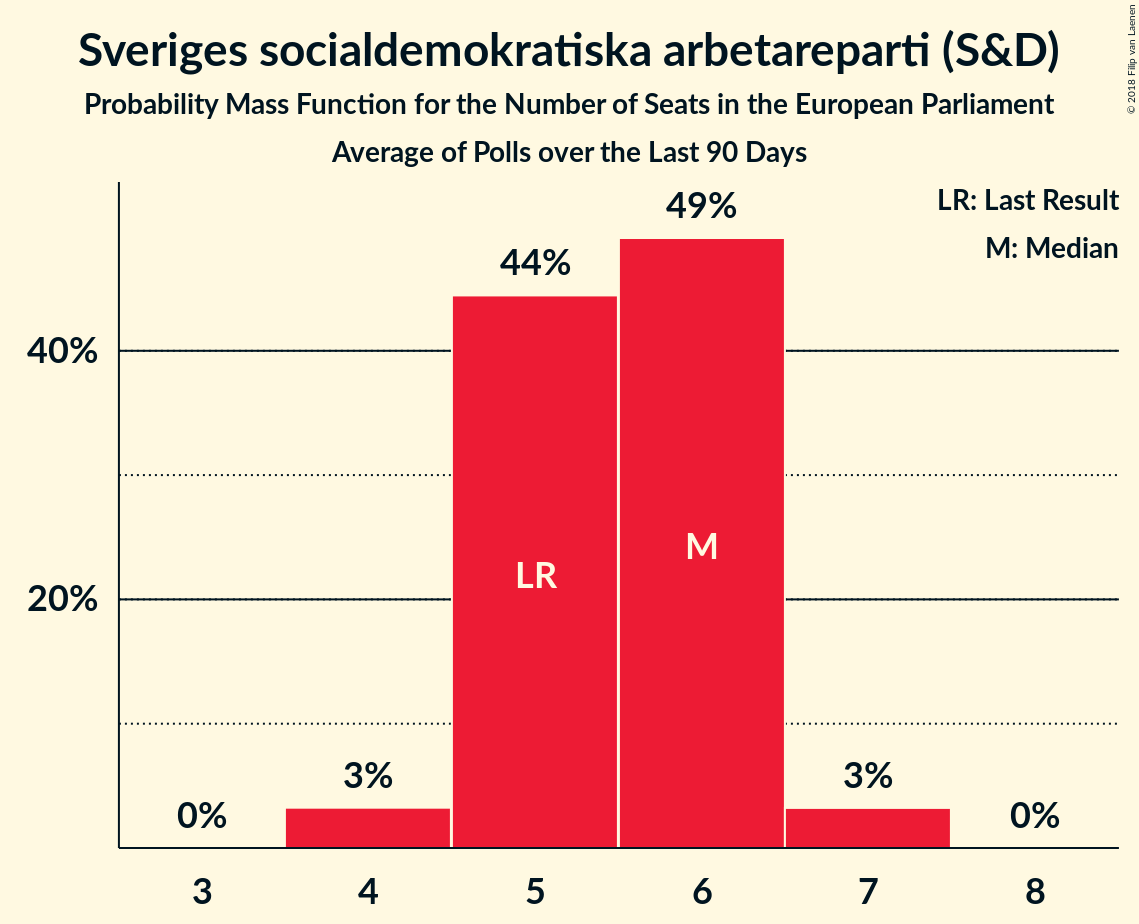 Sveriges socialdemokratiska arbetareparti (S&D)
Probability Mass Function for the Number of Seats in the European Parliament
Average of Polls over the Last 90 Days
© 2018 Filip van Laenen
LR: Last Result
M: Median
49%
44%
40%
M
LR
20%
3%
3%
0%
0%
3 4 5 6 7 8